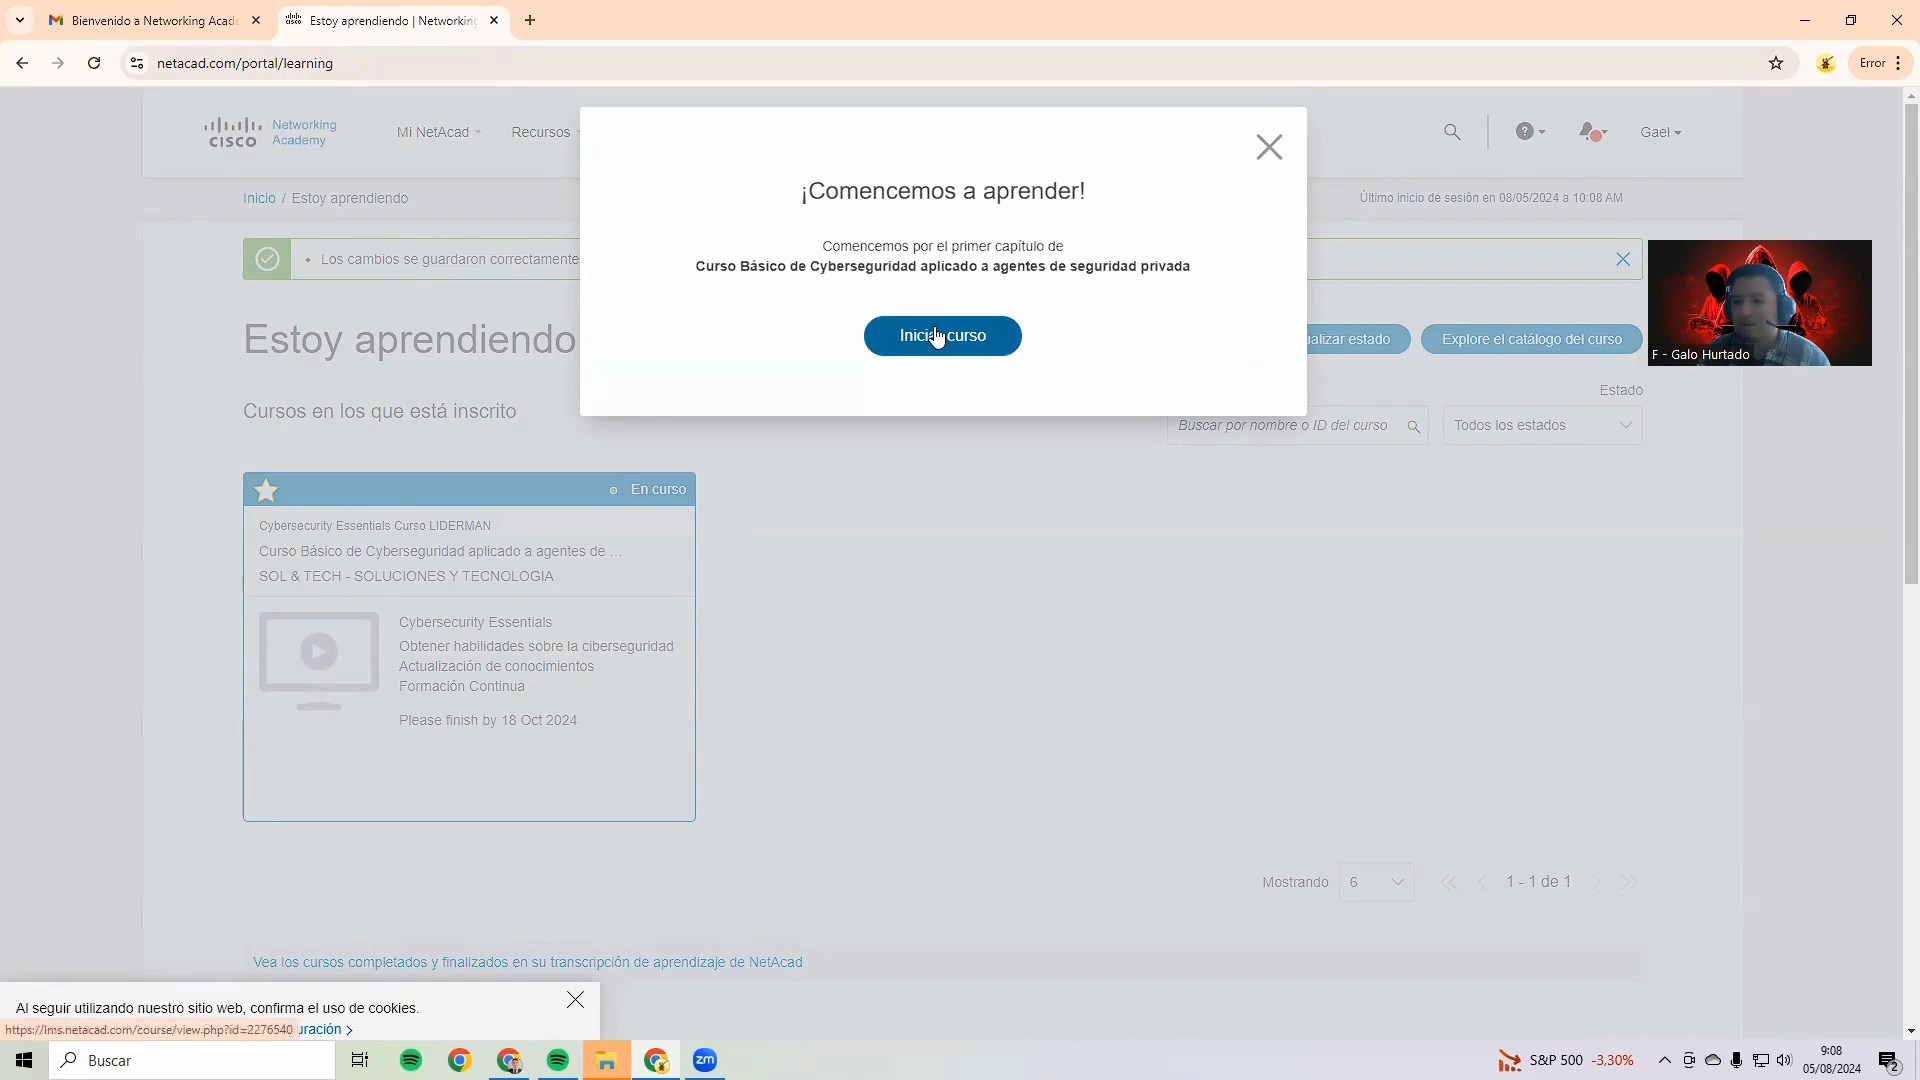 Bienvenido a Networking Acade
Estoy aprendiendo | Networking
netacad.com/portal/learning
Error
CISCO
Networking
Academy
Mi NetAcad
Recursos
Gael
Inicio / Estoy aprendiendo
Último inicio de sesión en 08/05/2024 a 10:08 AM
• Los cambios se guardaron correctamente
¡Comencemos a aprender!
Comencemos por el primer capítulo de
Curso Básico de Cyberseguridad aplicado a agentes de seguridad privada
curso
F - Galo Hurtado
Estoy aprendiendo
ualizar estado
Explore el catálogo del curso
Estado
Cursos en los que está inscrito
Buscar por nombre o ID del curso
Todos los estados
En curso
Cybersecurity Essentials Curso LIDERMAN
Curso Básico de Cyberseguridad aplicado a agentes de ...
SOL & TECH - SOLUCIONES Y TECNOLOGIA
Cybersecurity Essentials
Obtener habilidades sobre la ciberseguridad
Actualización de conocimientos
Formación Continua
Please finish by 18 Oct 2024
Mostrando 6 1 - 1 de 1
Vea los cursos completados y finalizados en su transcripción de aprendizaje de NetAcad
Al seguir utilizando nuestro sitio web, confirma el uso de cookies.
https://lms.netacad.com/course/view.php?id=2276540
uración >
Buscar
zm
S&P 500 -3,30%
9:08
05/08/2024
2